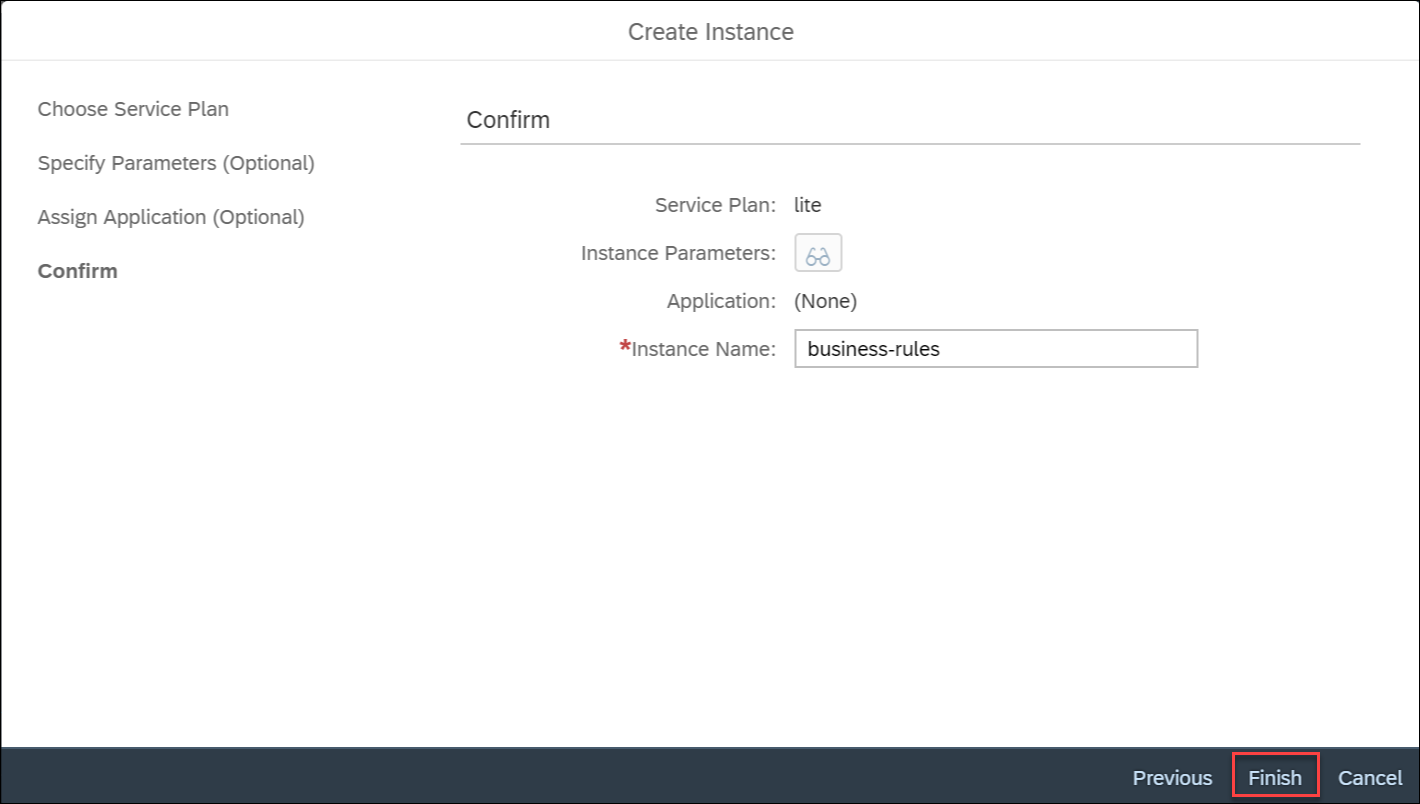 Create Instance
Choose Service Plan
Specify Parameters (Optional)
Assign Application (Optional)
Confirm
Confirm
Service Plan: lite
Instance Parameters:
Application: (None)
*Instance Name: business-rules
Previous Finish Cancel